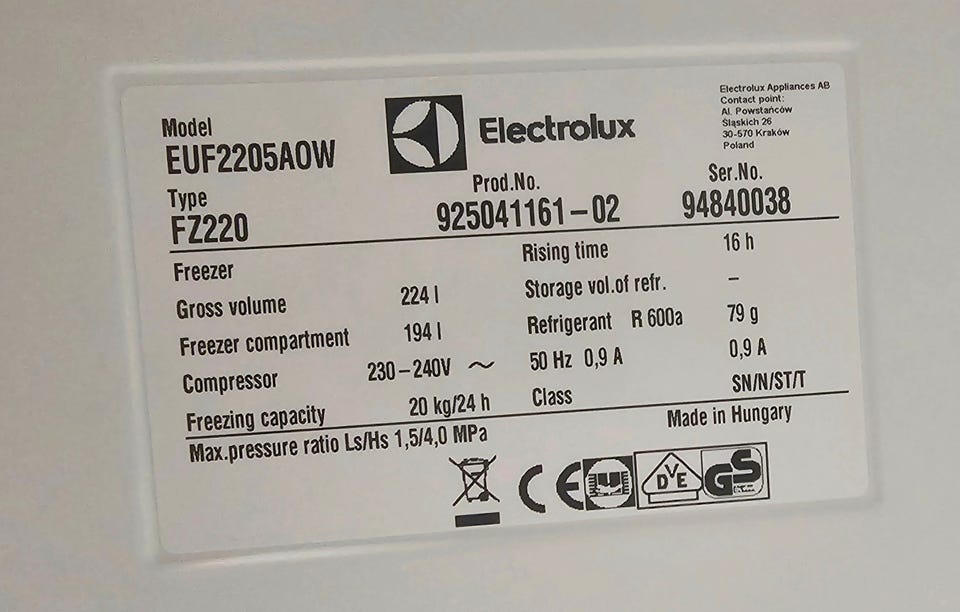 Electrolux Appliances AB
Contact point:
Al. Powstańców
Śląskich 26
30-570 Kraków
Poland
Electrolux
Model
EUF2205AOW
Type
FZ220
Prod.No.
925041161-02
Ser.No.
94840038
Freezer
Rising time 16 h
Gross volume 224 l
Storage vol.of refr. –
Freezer compartment 194 l
Refrigerant R 600a 79 g
Compressor 230-240V ~
50 Hz 0,9 A 0,9 A
Freezing capacity 20 kg/24 h
Class SN/N/ST/T
Max.pressure ratio Ls/Hs 1,5/4,0 MPa
Made in Hungary
CE
DVE
GS